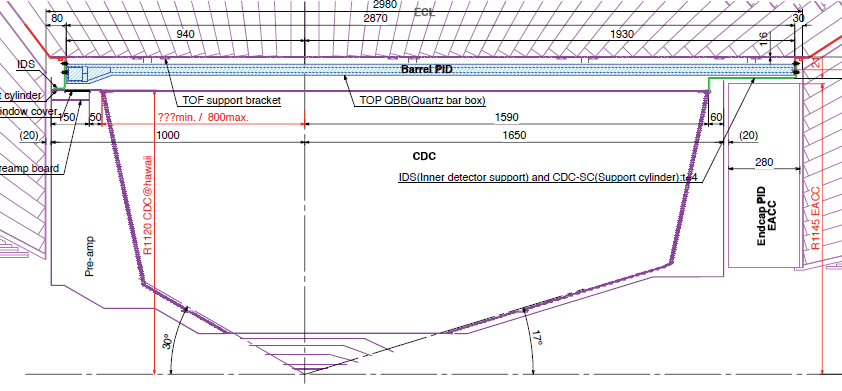 2980
ECL
80
2870
30
940
1930
1.6
IDS
Barrel PID
21
t cylinder
TOF support bracket
TOP QBB(Quartz bar box)
indow cover
150
50
???min. / 800max.
1590
60
(20)
1000
1650
(20)
CDC
reamp board
280
IDS(Inner detector support) and CDC-SC(Support cylinder):t=4
R1120 CDC@hawaii
Pre-amp
Endcap PID
EACC
R1145 EACC
30°
17°